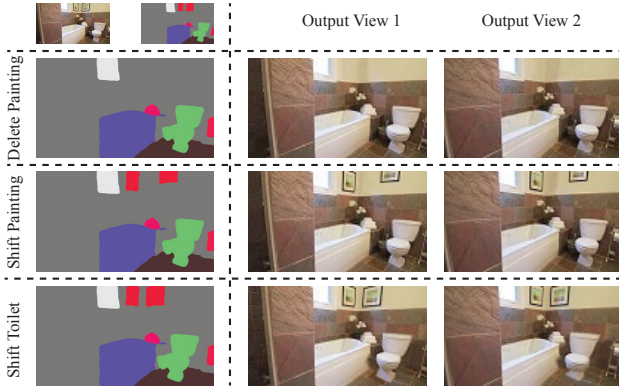 Output View 1
Output View 2
Delete Painting
Shift Painting
Shift Toilet